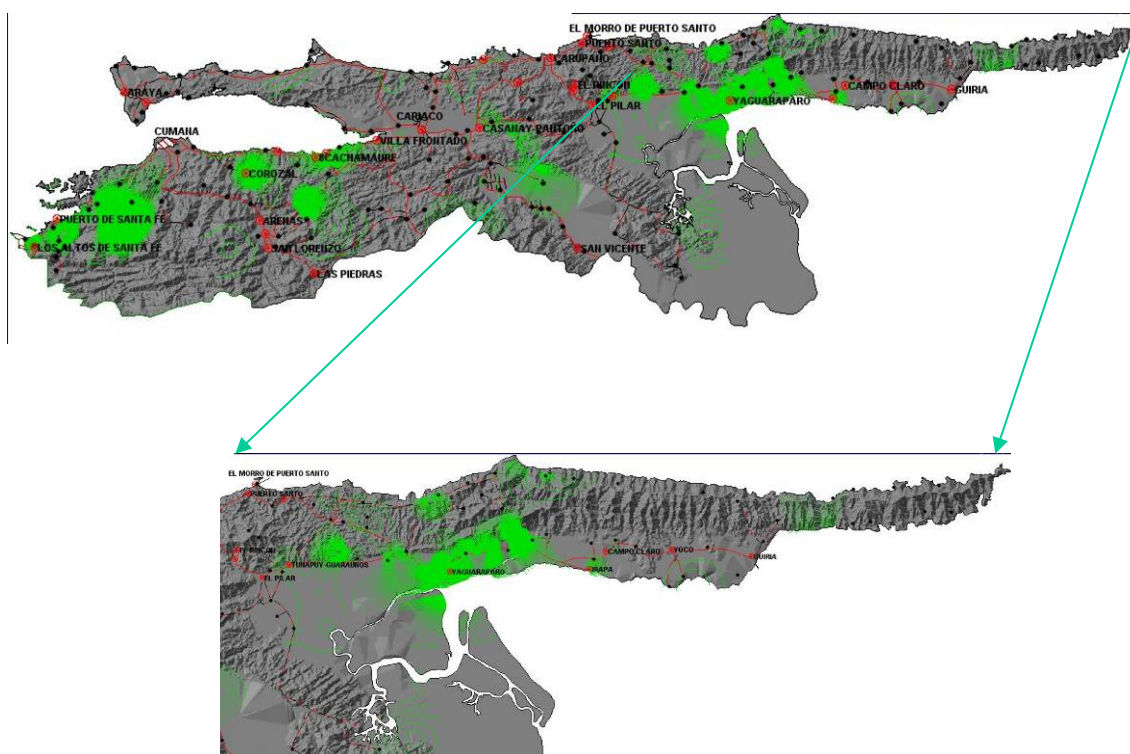 EL MORRO DE PUERTO SANTO
PUERTO SANTO
CARUPANO
EL RINCON
EL PILAR
CAMPO CLARO
GUIRIA
YAGUARAPARO
ARAYA
CARIACO
CASANAY-PANTONO
CUMANA
VILLA FRONTADO
CACHAMAURE
COROZAL
PUERTO DE SANTA FE
ARENAS
LOS ALTOS DE SANTA FE
SAN LORENZO
SAN VICENTE
LAS PIEDRAS
EL MORRO DE PUERTO SANTO
PUERTO SANTO
EL RINCON
TUNAPUY-GUARAUNOS
EL PILAR
YAGUARAPARO
CAMPO CLARO
YOCO
GUIRIA
IRAPA